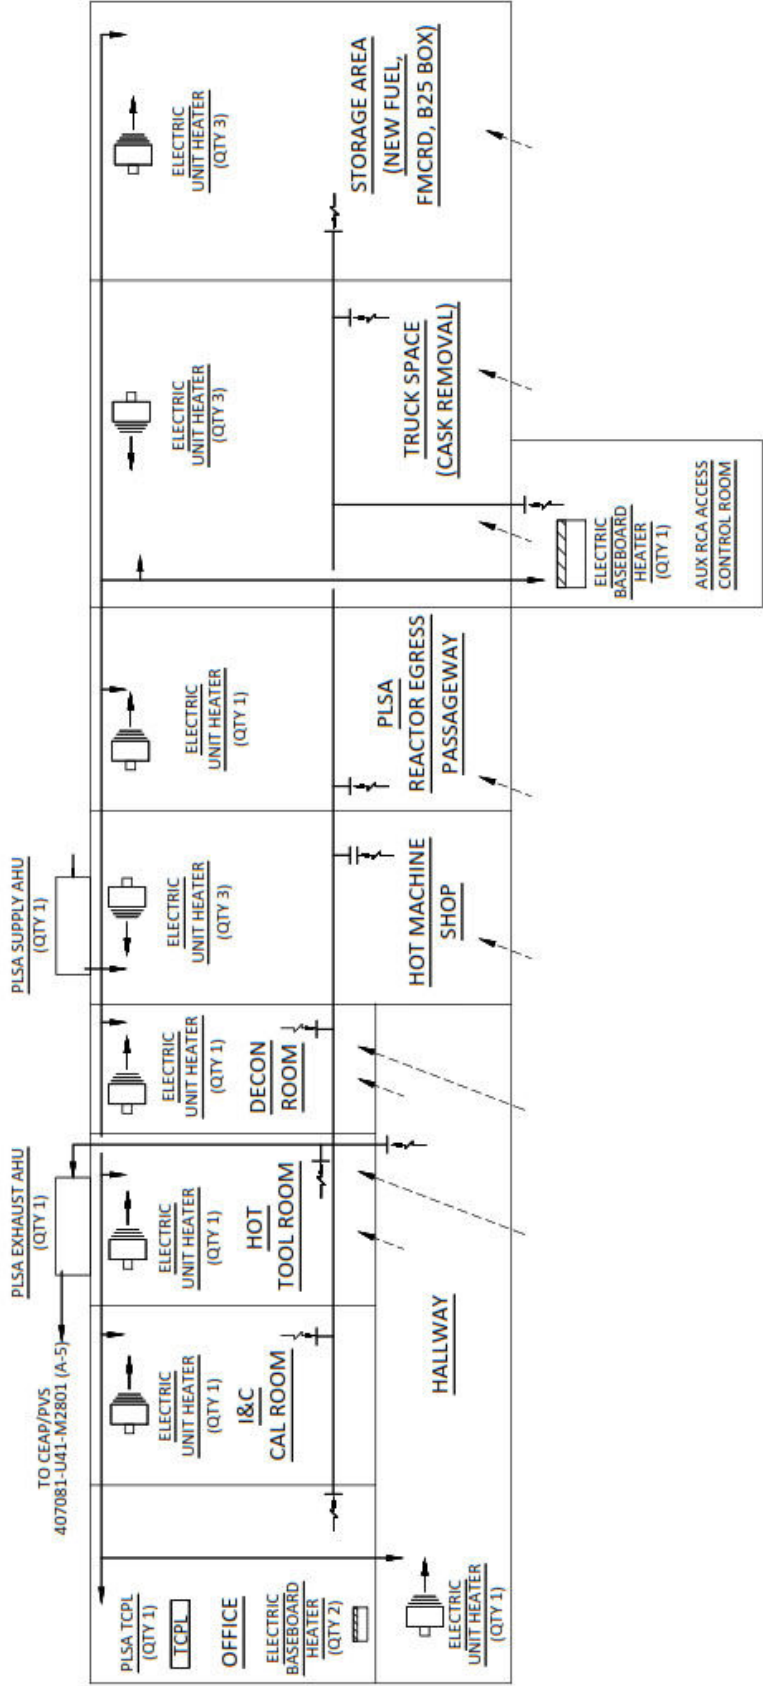 TO CEAP/PVS
407081-U41-M2801 (A-5)
PLSA EXHAUST AHU
(QTY 1)
PLSA SUPPLY AHU
(QTY 1)
PLSA TCPL
(QTY 1)
TCPL
OFFICE
ELECTRIC
BASEBOARD
HEATER
(QTY 2)
ELECTRIC
UNIT HEATER
(QTY 1)
I&C
CAL ROOM
ELECTRIC
UNIT HEATER
(QTY 1)
HOT
TOOL ROOM
ELECTRIC
UNIT HEATER
(QTY 1)
DECON
ROOM
ELECTRIC
UNIT HEATER
(QTY 3)
HOT MACHINE
SHOP
ELECTRIC
UNIT HEATER
(QTY 1)
PLSA
REACTOR EGRESS
PASSAGEWAY
ELECTRIC
UNIT HEATER
(QTY 3)
TRUCK SPACE
(CASK REMOVAL)
ELECTRIC
UNIT HEATER
(QTY 3)
STORAGE AREA
(NEW FUEL,
FMCRD, B25 BOX)
ELECTRIC
UNIT HEATER
(QTY 1)
HALLWAY
ELECTRIC
BASEBOARD
HEATER
(QTY 1)
AUX RCA ACCESS
CONTROL ROOM